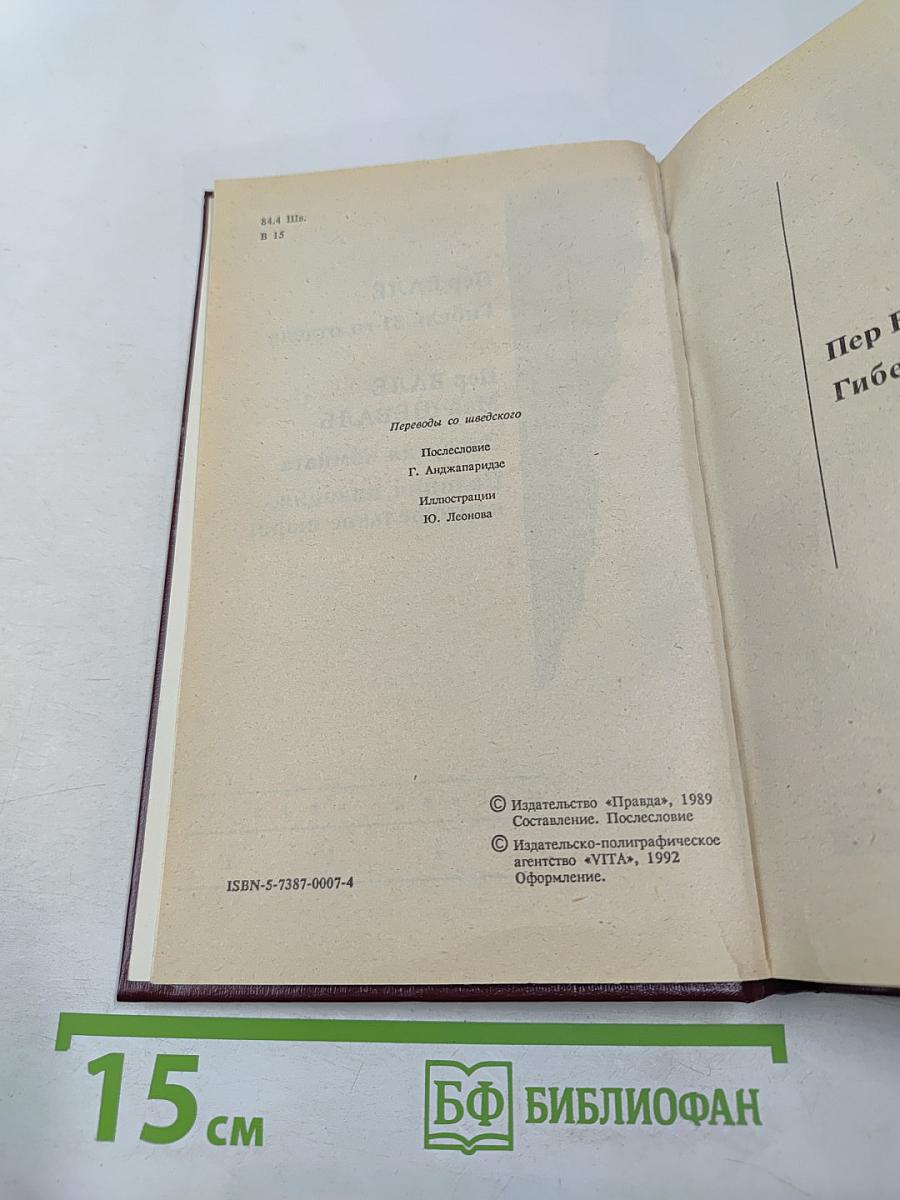 84.4 Шв.
В 15
Переводы со шведского
Послесловие
Г. Анджапаридзе
Иллюстрации
Ю. Леонова
© Издательство «Правда», 1989
Составление. Послесловие
© Издательско-полиграфическое
агентство «VITA», 1992
Оформление.
ISBN-5-7387-0007-4
Пер
Гибе
15 см
БФ БИБЛИОФАН